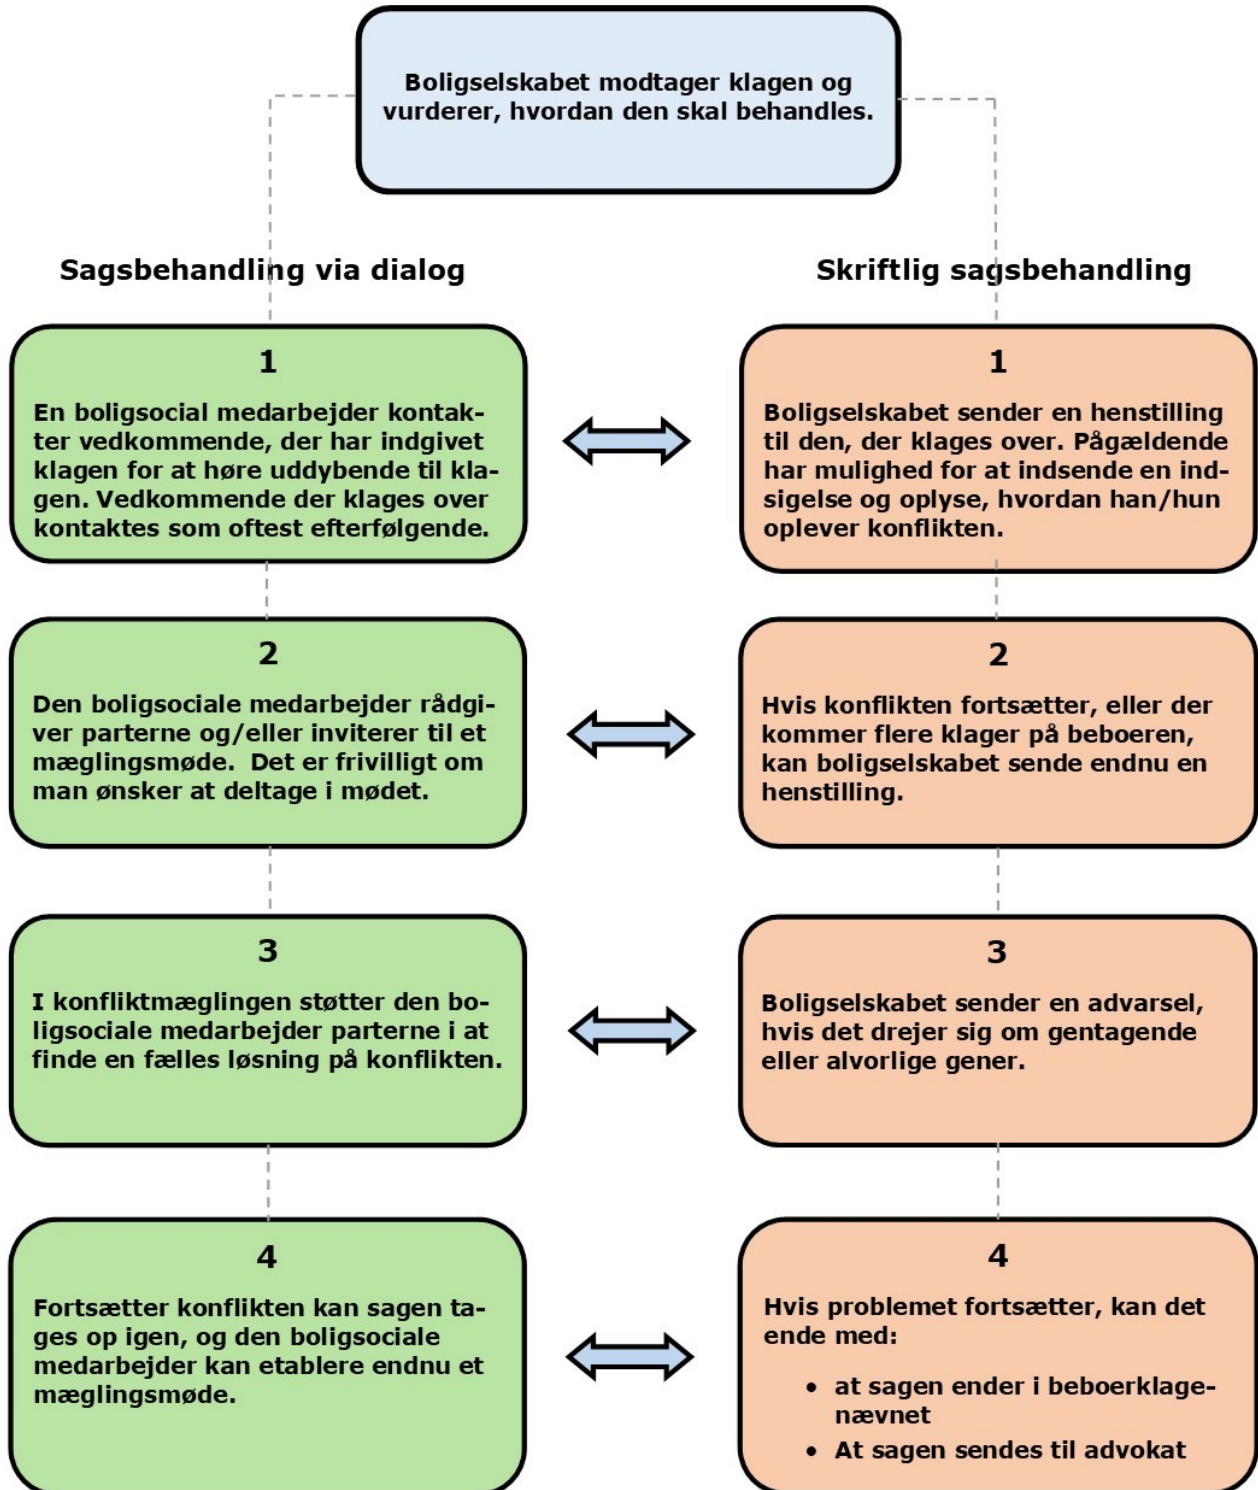 Boligselskabet modtager klagen og
vurderer, hvordan den skal behandles.
Sagsbehandling via dialog
Skriftlig sagsbehandling
1
En boligsocial medarbejder kontak-
ter vedkommende, der har indgivet
klagen for at høre uddybende til kla-
gen. Vedkommende der klages over
kontaktes som oftest efterfølgende.
1
Boligselskabet sender en henstilling
til den, der klages over. Pågældende
har mulighed for at indsende en ind-
sigelse og oplyse, hvordan han/hun
oplever konflikten.
2
Den boligsociale medarbejder rådgi-
ver parterne og/eller inviterer til et
mæglingsmøde.  Det er frivilligt om
man ønsker at deltage i mødet.
2
Hvis konflikten fortsætter, eller der
kommer flere klager på beboeren,
kan boligselskabet sende endnu en
henstilling.
3
I konfliktmæglingen støtter den bo-
ligsociale medarbejder parterne i at
finde en fælles løsning på konflikten.
3
Boligselskabet sender en advarsel,
hvis det drejer sig om gentagende
eller alvorlige gener.
4
Fortsætter konflikten kan sagen ta-
ges op igen, og den boligsociale
medarbejder kan etablere endnu et
mæglingsmøde.
4
Hvis problemet fortsætter, kan det
ende med:
• at sagen ender i beboerklage-
nævnet
• At sagen sendes til advokat